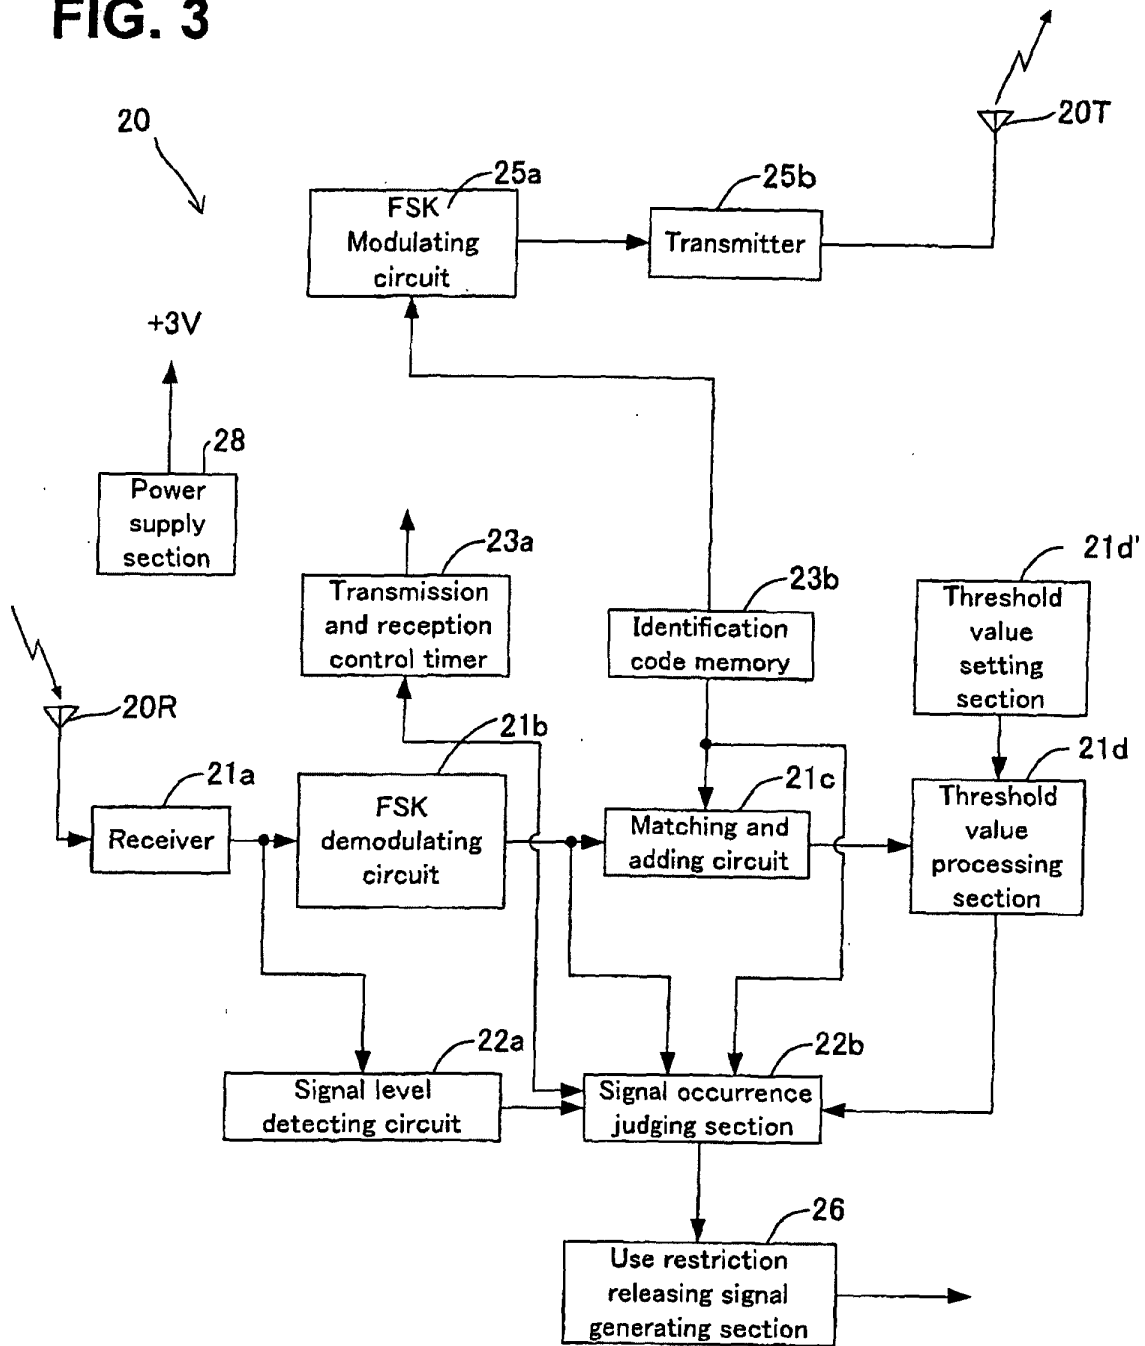 FIG. 3
20
20T
25a
FSK
Modulating
circuit
25b
Transmitter
+3V
28
Power
supply
section
23a
Transmission
and reception
control timer
23b
Identification
code memory
21d'
Threshold
value
setting
section
20R
21a
Receiver
21b
FSK
demodulating
circuit
21c
Matching and
adding circuit
21d
Threshold
value
processing
section
22a
Signal level
detecting circuit
22b
Signal occurrence
judging section
26
Use restriction
releasing signal
generating section